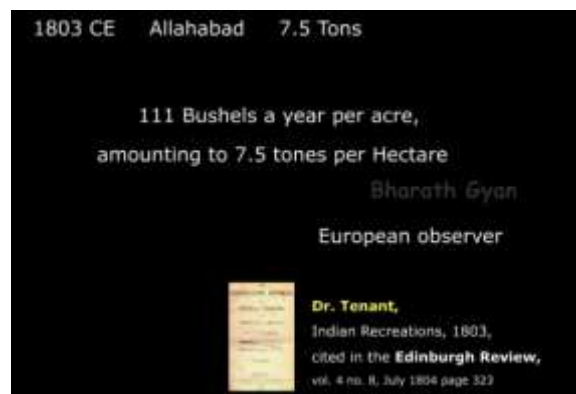 1803 CE Allahabad 7.5 Tons
111 Bushels a year per acre,
amounting to 7.5 tones per Hectare
Bharath Gyan
European observer
Dr. Tenant,
Indian Recreations, 1803,
cited in the Edinburgh Review,
vol. 4 no. 8, July 1804 page 323